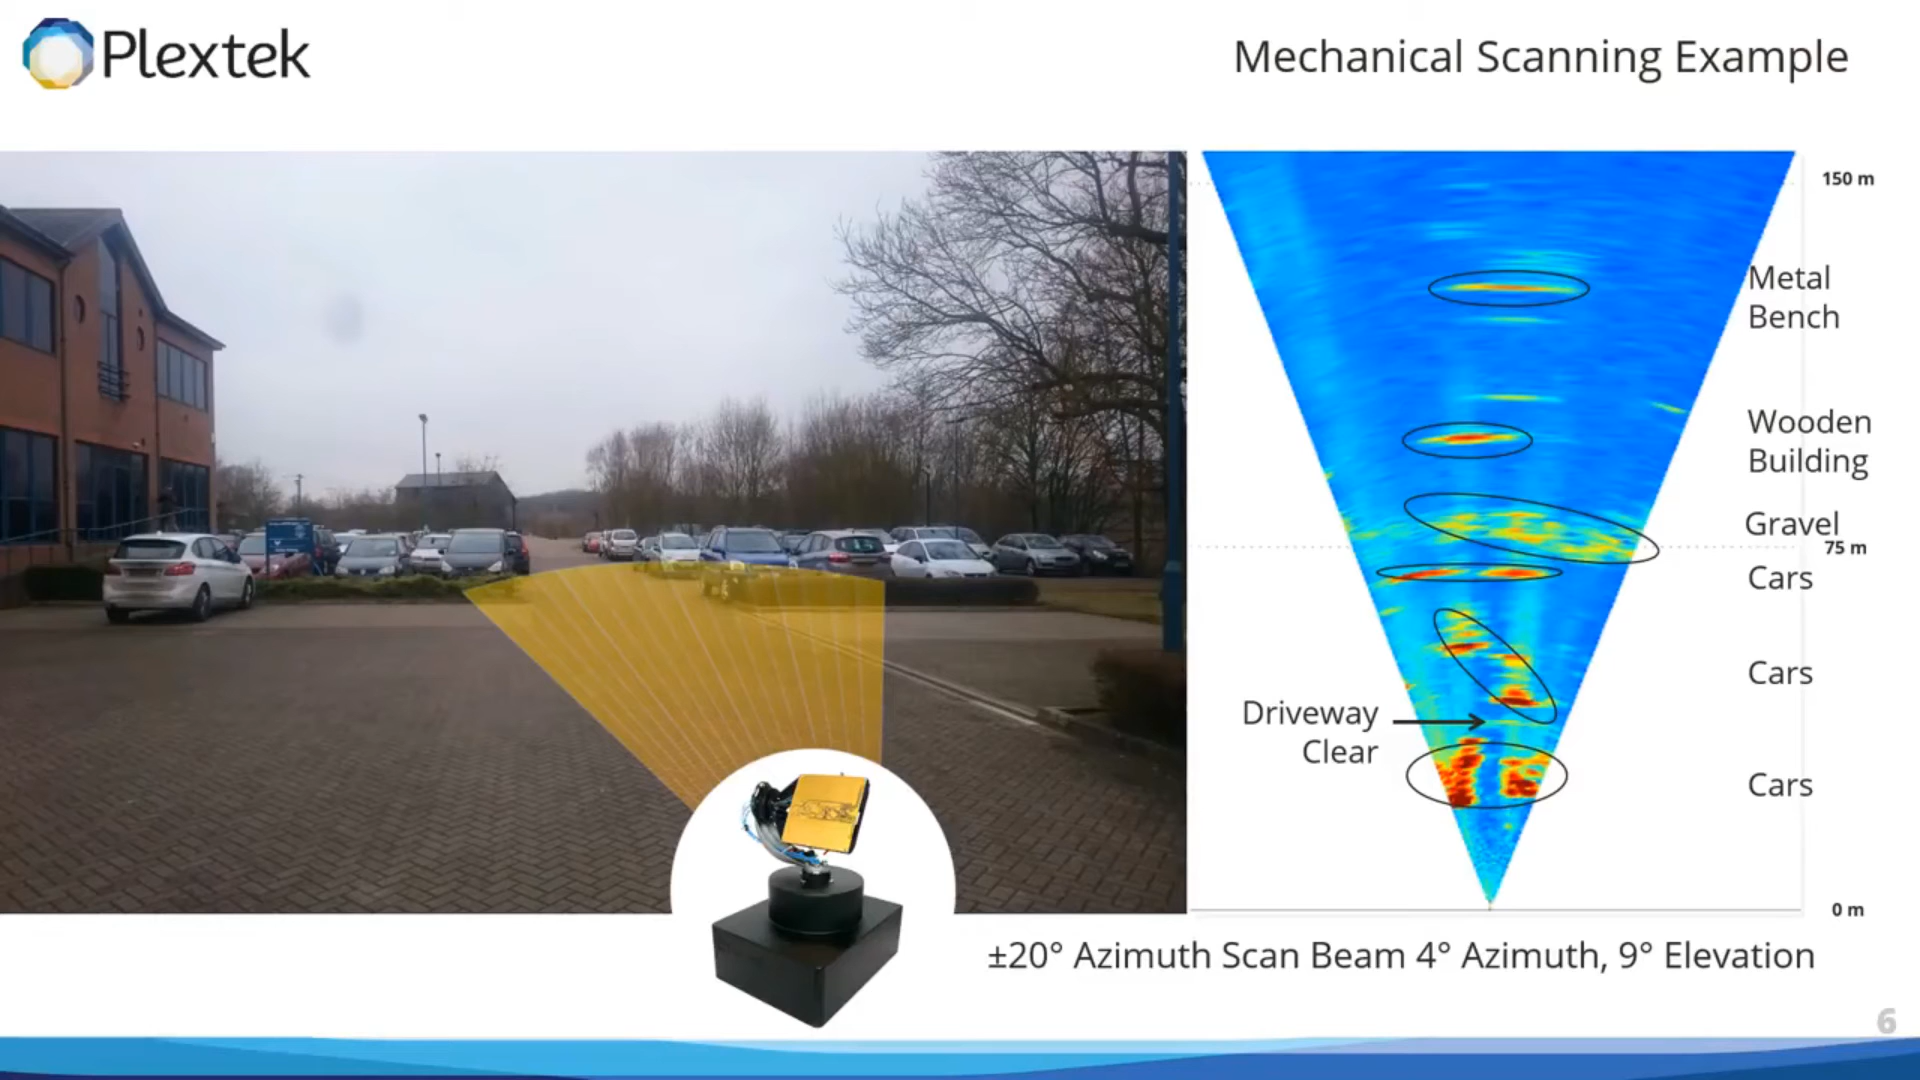 Plextek
Mechanical Scanning Example
150 m
Metal
Bench
Wooden
Building
Gravel
75 m
Cars
Cars
Driveway
Clear
Cars
0 m
±20° Azimuth Scan Beam 4° Azimuth, 9° Elevation
6